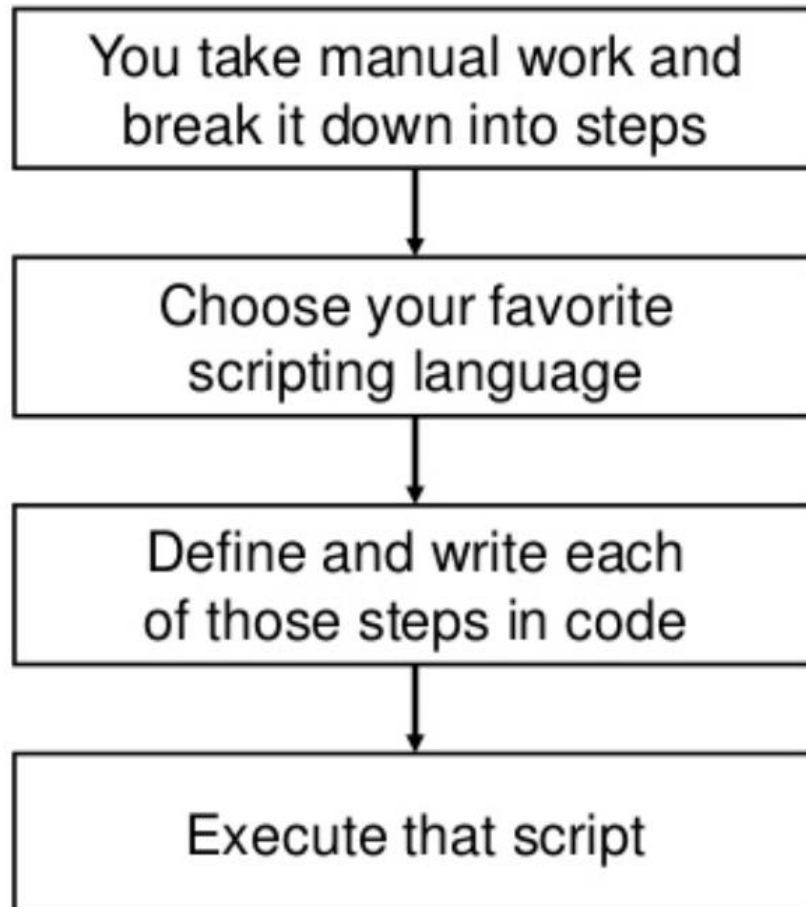 You take manual work and
break it down into steps
Choose your favorite
scripting language
Define and write each
of those steps in code
Execute that script